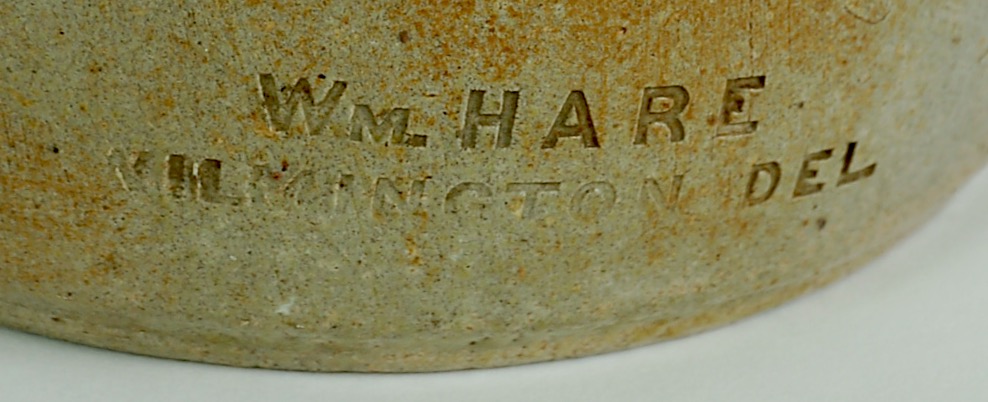 WM. HARE
WILMINGTON DEL